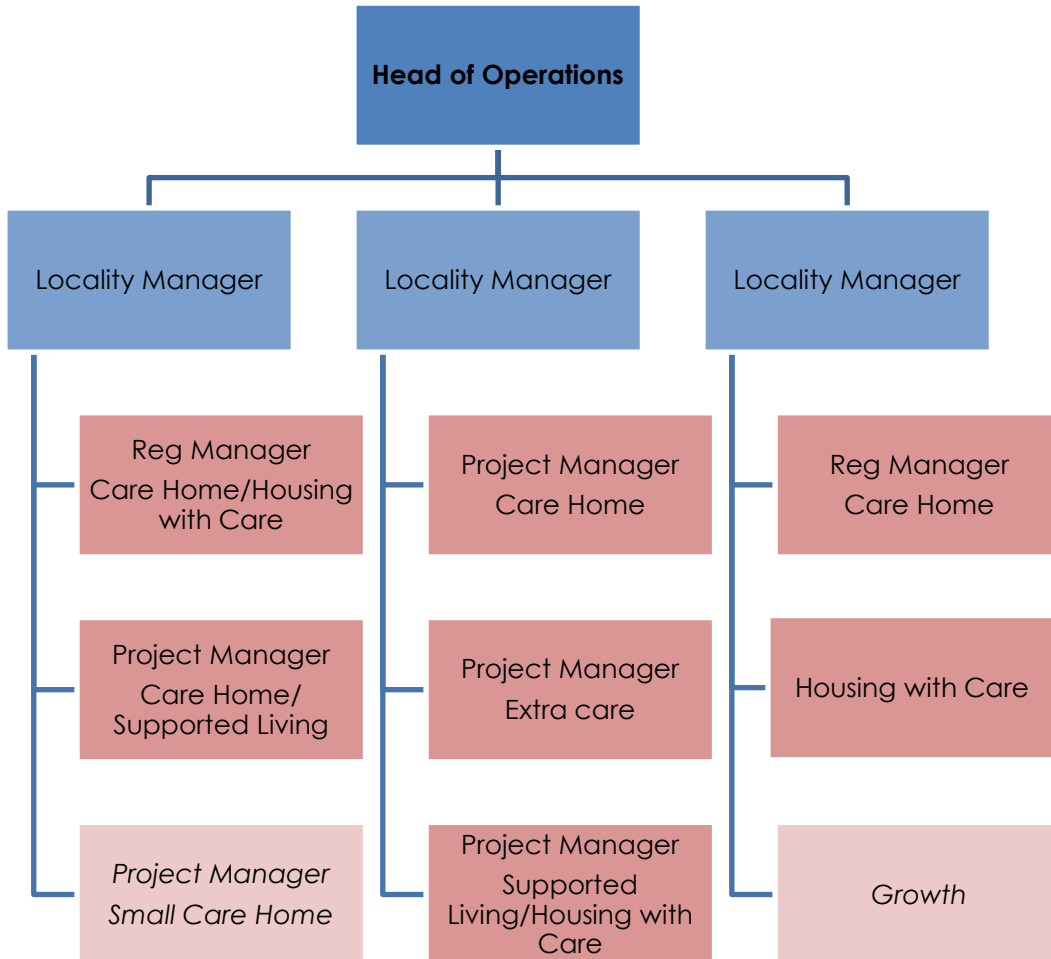 Head of Operations
Locality Manager
Locality Manager
Locality Manager
Reg Manager
Care Home/Housing
with Care
Project Manager
Care Home
Reg Manager
Care Home
Project Manager
Care Home/
Supported Living
Project Manager
Extra care
Housing with Care
Project Manager
Small Care Home
Project Manager
Supported
Living/Housing with
Care
Growth